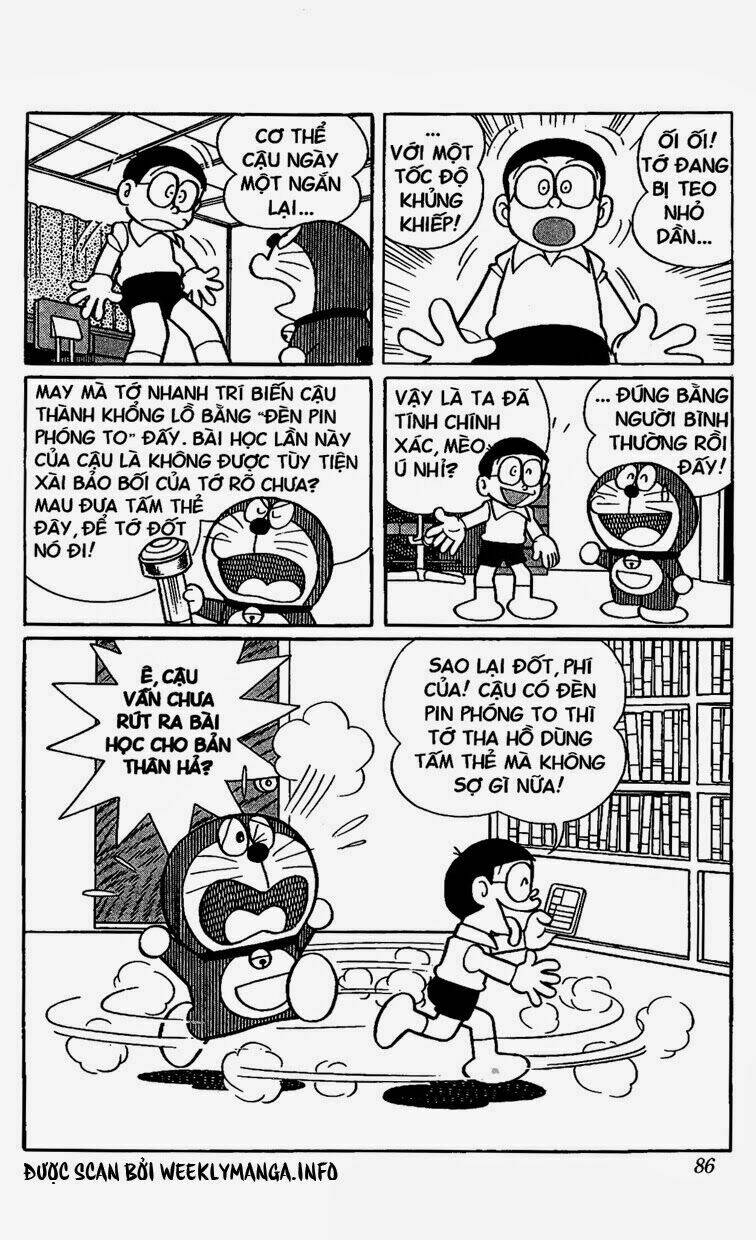 ỐI ỐI!
TỚ ĐANG
BỊ TEO
NHỎ
DẦN...
...
VỚI MỘT
TỐC ĐỘ
KHỦNG
KHIẾP!
CƠ THỂ
CẬU NGÀY
MỘT NGẮN
LẠI...
... ĐÚNG BẰNG
NGƯỜI BÌNH
THƯỜNG RỒI
ĐẤY!
VẬY LÀ TA ĐÃ
TÍNH CHÍNH
XÁC, MÈO
Ú NHỈ?
MAY MÀ TỚ NHANH TRÍ BIẾN CẬU
THÀNH KHỔNG LỒ BẰNG "ĐÈN PIN
PHÓNG TO" ĐẤY. BÀI HỌC LẦN NÀY
CỦA CẬU LÀ KHÔNG ĐƯỢC TÙY TIỆN
XÀI BẢO BỐI CỦA TỚ RÕ CHƯA?
MAU ĐƯA TẤM THẺ
ĐÂY, ĐỂ TỚ ĐỐT
NÓ ĐI!
SAO LẠI ĐỐT, PHÍ
CỦA! CẬU CÓ ĐÈN
PIN PHÓNG TO THÌ
TỚ THA HỒ DÙNG
TẤM THẺ MÀ KHÔNG
SỢ GÌ NỮA!
Ê, CẬU
VẪN CHƯA
RÚT RA BÀI
HỌC CHO BẢN
THÂN HẢ?
ĐƯỢC SCAN BỞI WEEKLYMANGA.INFO
86